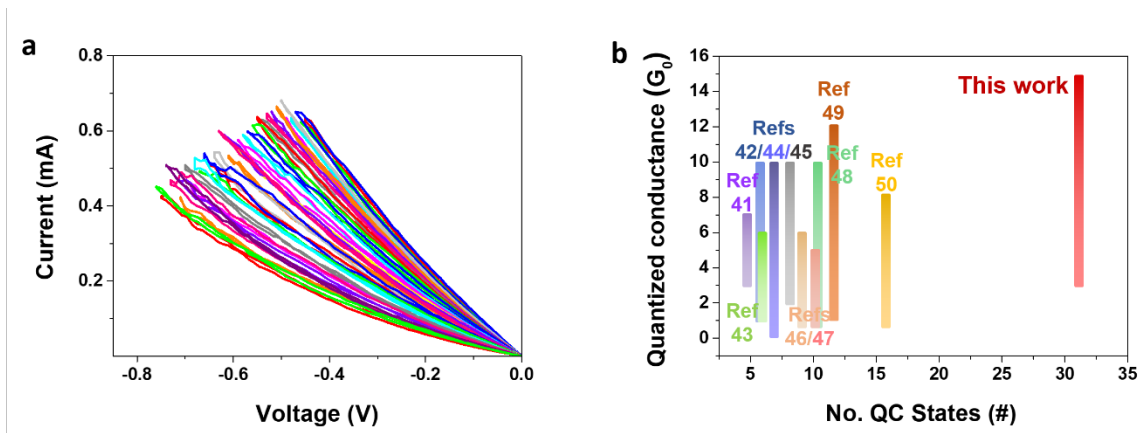 a
0.8
0.6
0.4
0.2
Current (mA)
-0.8 -0.6 -0.4 -0.2 0.0
Voltage (V)
b
16
14
12
10
8
6
4
2
0
Quantized conductance (G₀)
This work
Ref
49
Refs
42/44/45
Ref
48
Ref
50
Ref
41
Ref
43
Refs
46/47
5 10 15 20 25 30 35
No. QC States (#)